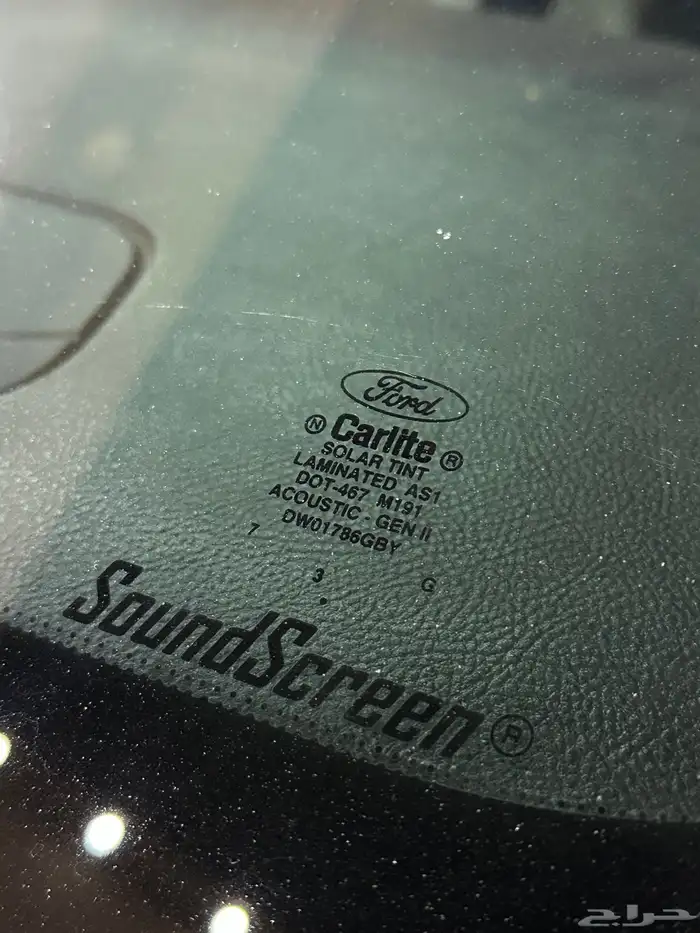 Ford
N Carlite ®
SOLAR TINT
LAMINATED AS1
DOT-467 M191
ACOUSTIC - GEN II
DW01786GBY
7 3 G
SoundScreen ®
حراج